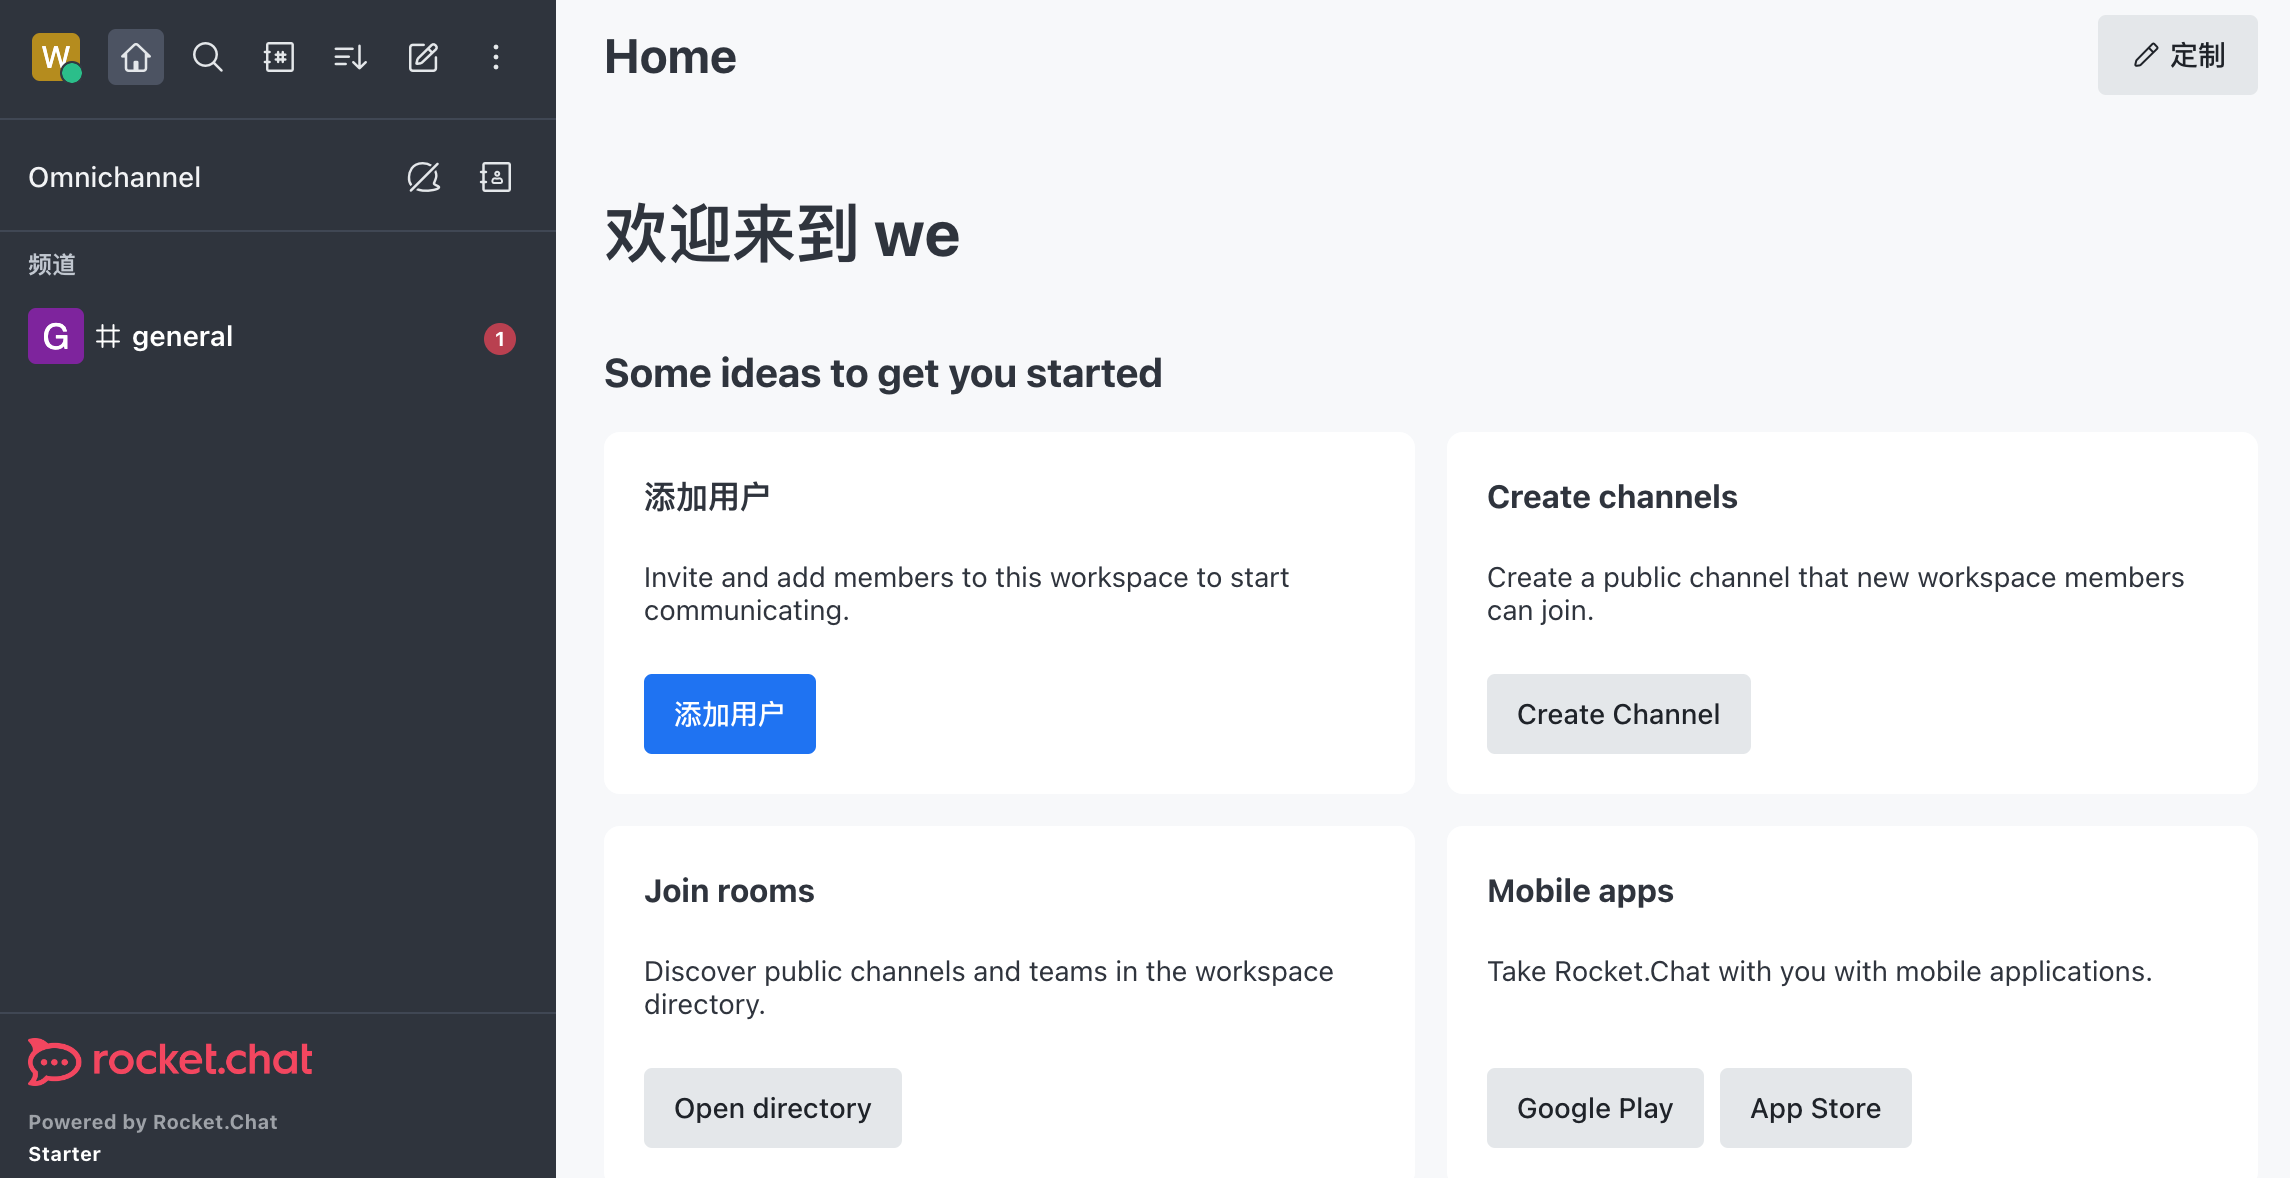 W
Home
定制
Omnichannel
频道
G
general
1
欢迎来到 we
Some ideas to get you started
添加用户
Invite and add members to this workspace to start
communicating.
添加用户
Create channels
Create a public channel that new workspace members
can join.
Create Channel
Join rooms
Discover public channels and teams in the workspace
directory.
Open directory
Mobile apps
Take Rocket.Chat with you with mobile applications.
Google Play
App Store
rocket.chat
Powered by Rocket.Chat
Starter